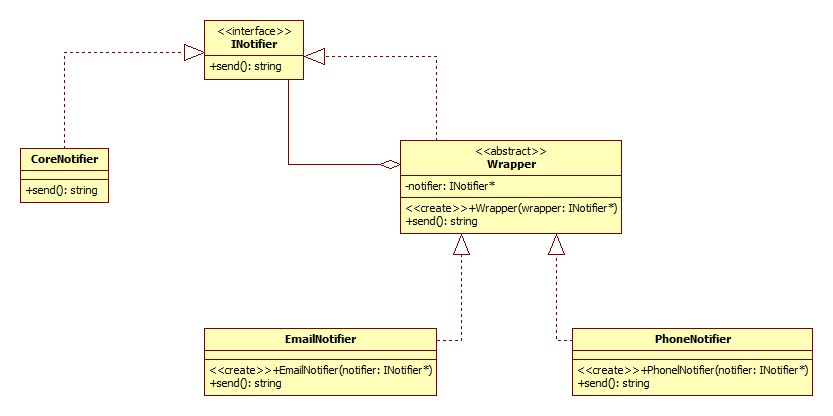 <<interface>>
INotifier
+send(): string
CoreNotifier
+send(): string
<<abstract>>
Wrapper
-notifier: INotifier*
<<create>>+Wrapper(wrapper: INotifier*)
+send(): string
EmailNotifier
<<create>>+EmailNotifier(notifier: INotifier*)
+send(): string
PhoneNotifier
<<create>>+PhonelNotifier(notifier: INotifier*)
+send(): string